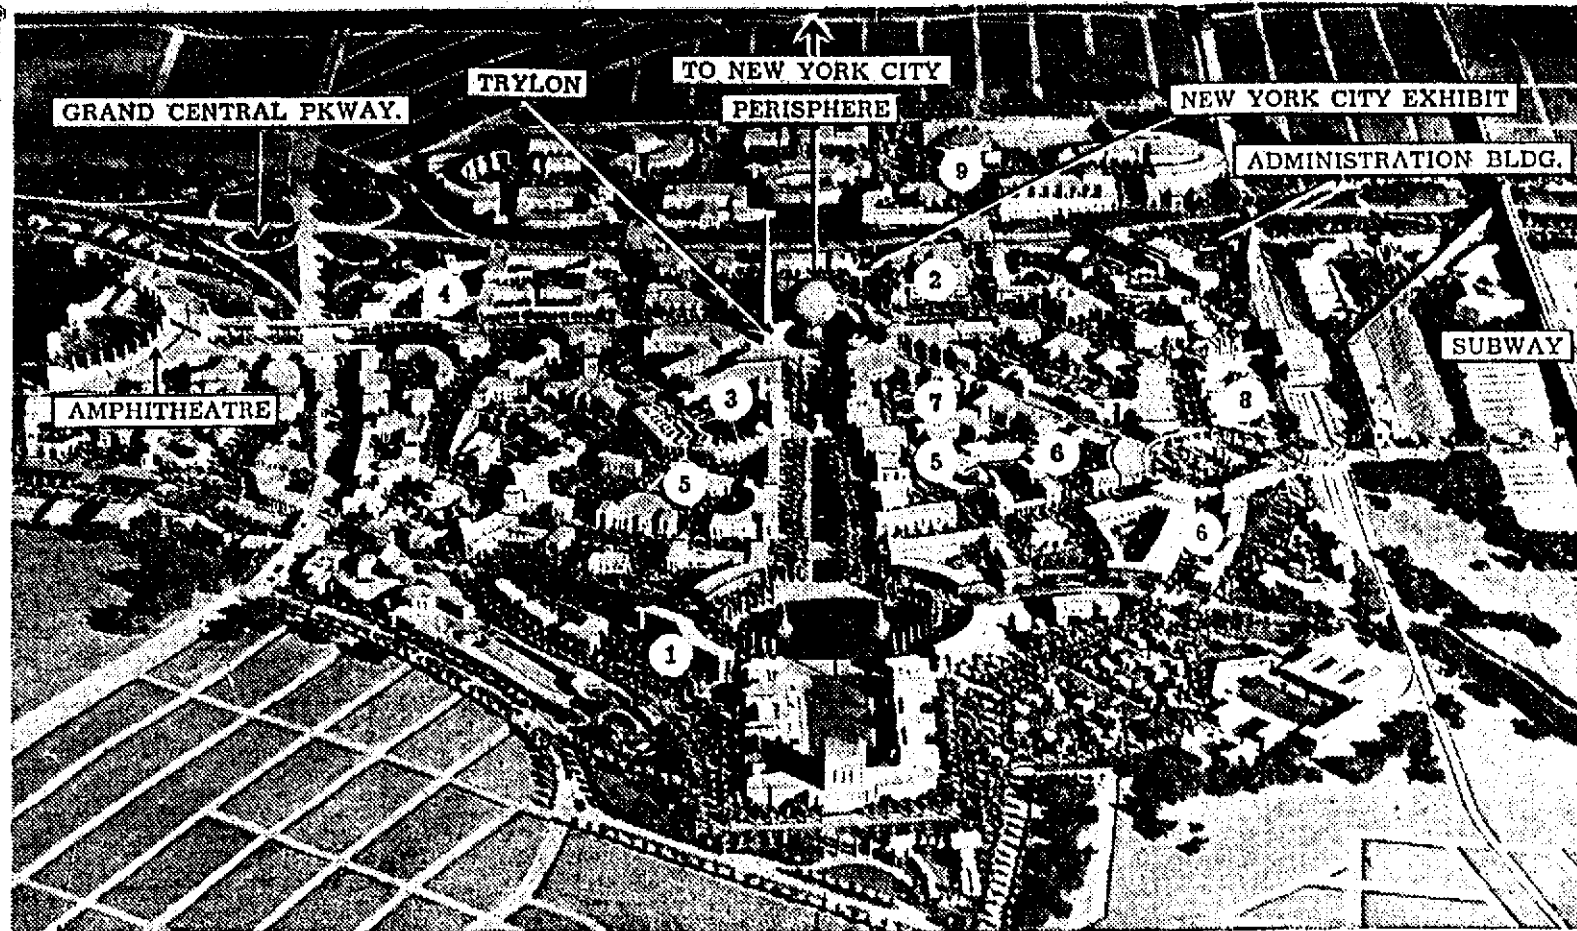 TO NEW YORK CITY
TRYLON
PERISPHERE
GRAND CENTRAL PKWAY.
NEW YORK CITY EXHIBIT
ADMINISTRATION BLDG.
9
2
4
SUBWAY
AMPHITHEATRE
3
7
8
5
6
5
6
1